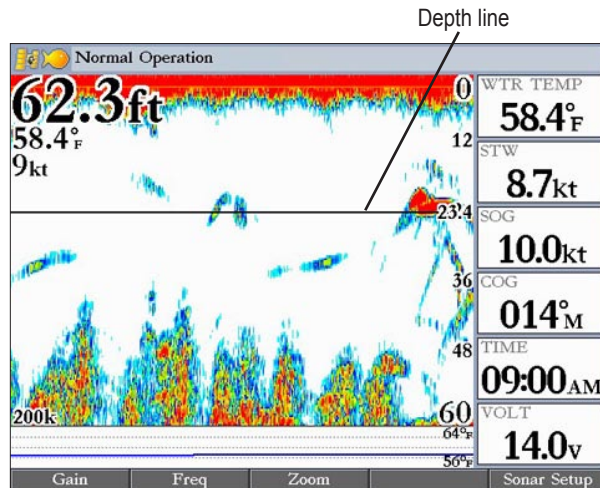 Depth line
Normal Operation
62.3ft
58.4°F
9kt
0
12
23.4
36
48
60
200k
64°F
56°F
WTR TEMP
58.4°F
STW
8.7kt
SOG
10.0kt
COG
014°M
TIME
09:00AM
VOLT
14.0v
Gain
Freq
Zoom
Sonar Setup